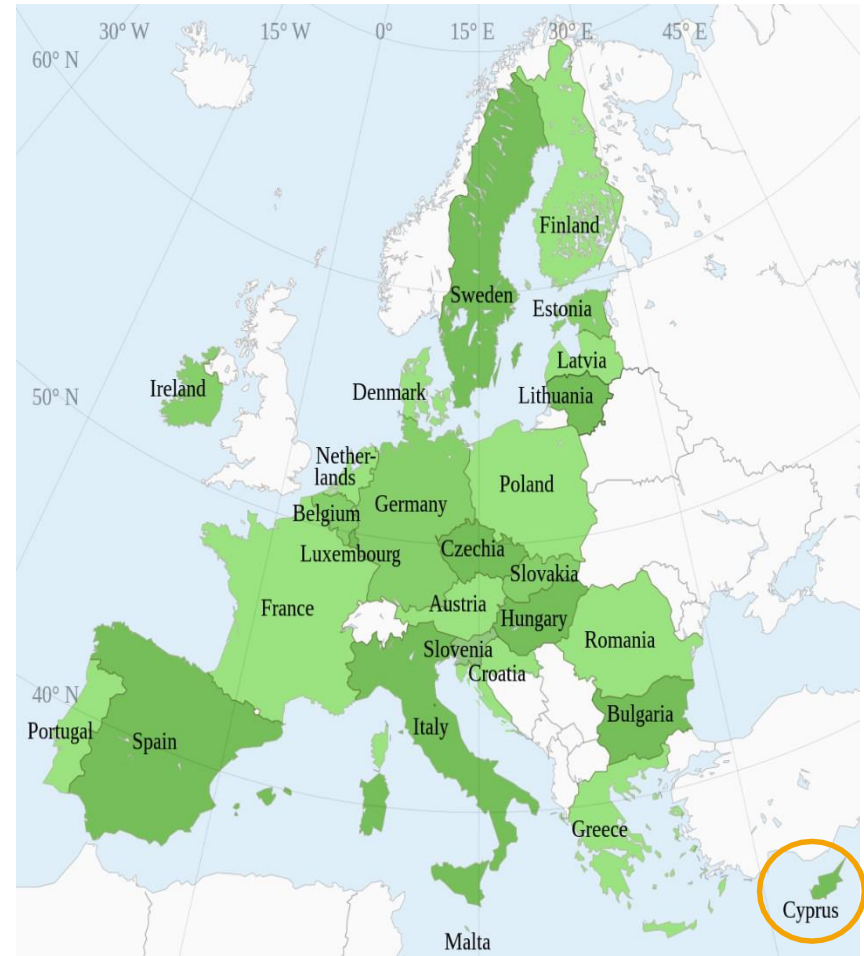 30° W
15° W
0°
15° E
30° E
45° E
60° N
Finland
Sweden
Estonia
Latvia
Ireland
Denmark
Lithuania
50° N
Nether-
lands
Poland
Germany
Belgium
Czechia
Luxembourg
Slovakia
Austria
France
Hungary
Romania
Slovenia
Croatia
40° N
Bulgaria
Italy
Portugal
Spain
Greece
Cyprus
Malta